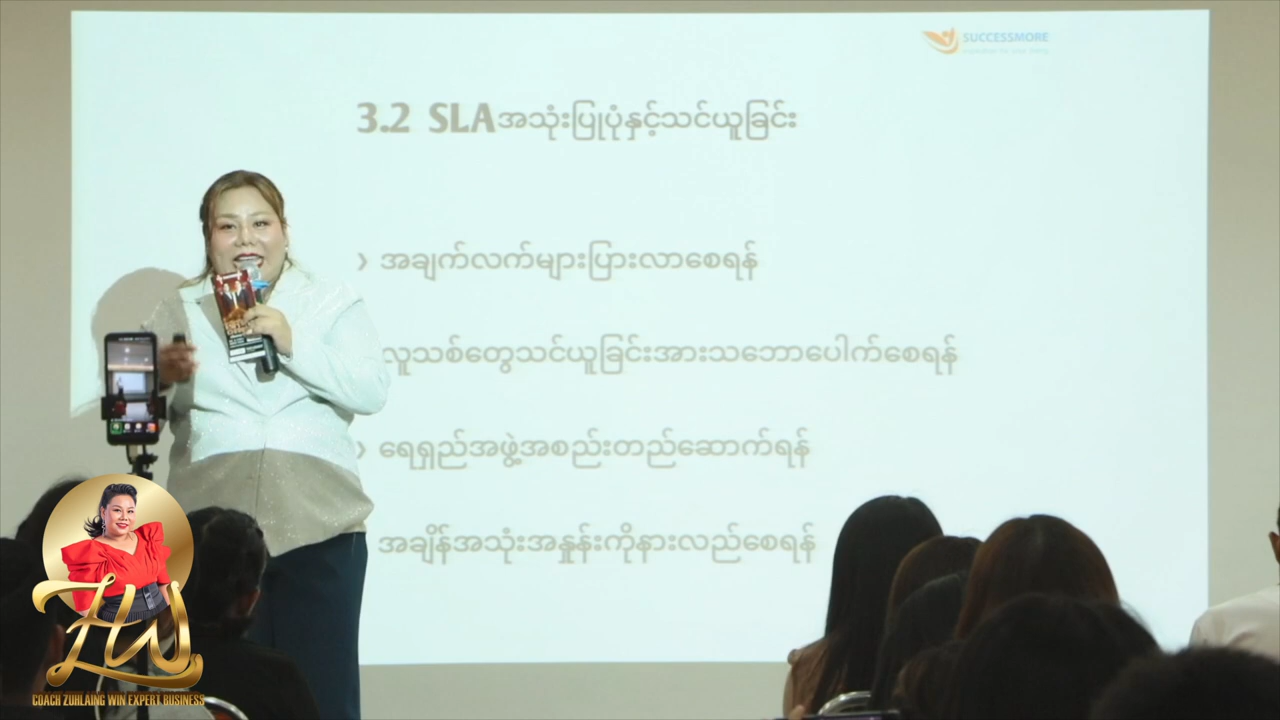 SUCCESSMORE
3.2 SLAအသုံးပြုပုံနှင့်သင်ယူခြင်း
› အချက်လက်များပြားလာစေရန်
လူသစ်တွေသင်ယူခြင်းအားသဘောပေါက်စေရန်
› ရေရှည်အဖွဲ့အစည်းတည်ဆောက်ရန်
အချိန်အသုံးအနှုန်းကိုနားလည်စေရန်
ZW
COACH ZUHLAING WIN EXPERT BUSINESS